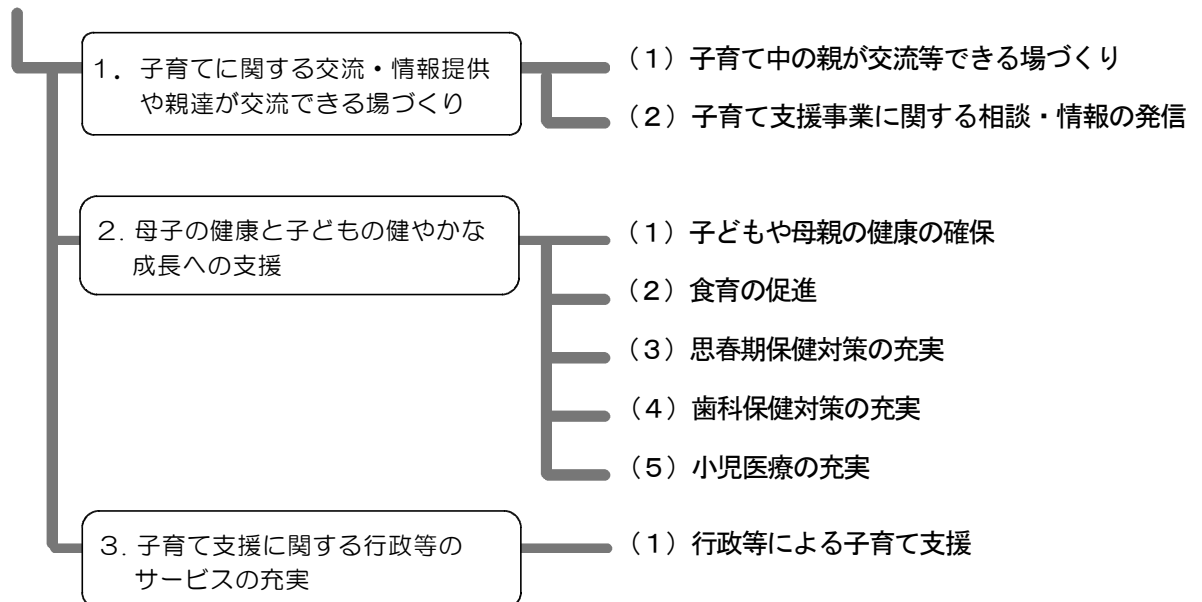 １．子育てに関する交流・情報提供
や親達が交流できる場づくり
（１）子育て中の親が交流等できる場づくり
（２）子育て支援事業に関する相談・情報の発信
２．母子の健康と子どもの健やかな
成長への支援
（１）子どもや母親の健康の確保
（２）食育の促進
（３）思春期保健対策の充実
（４）歯科保健対策の充実
（５）小児医療の充実
３．子育て支援に関する行政等の
サービスの充実
（１）行政等による子育て支援